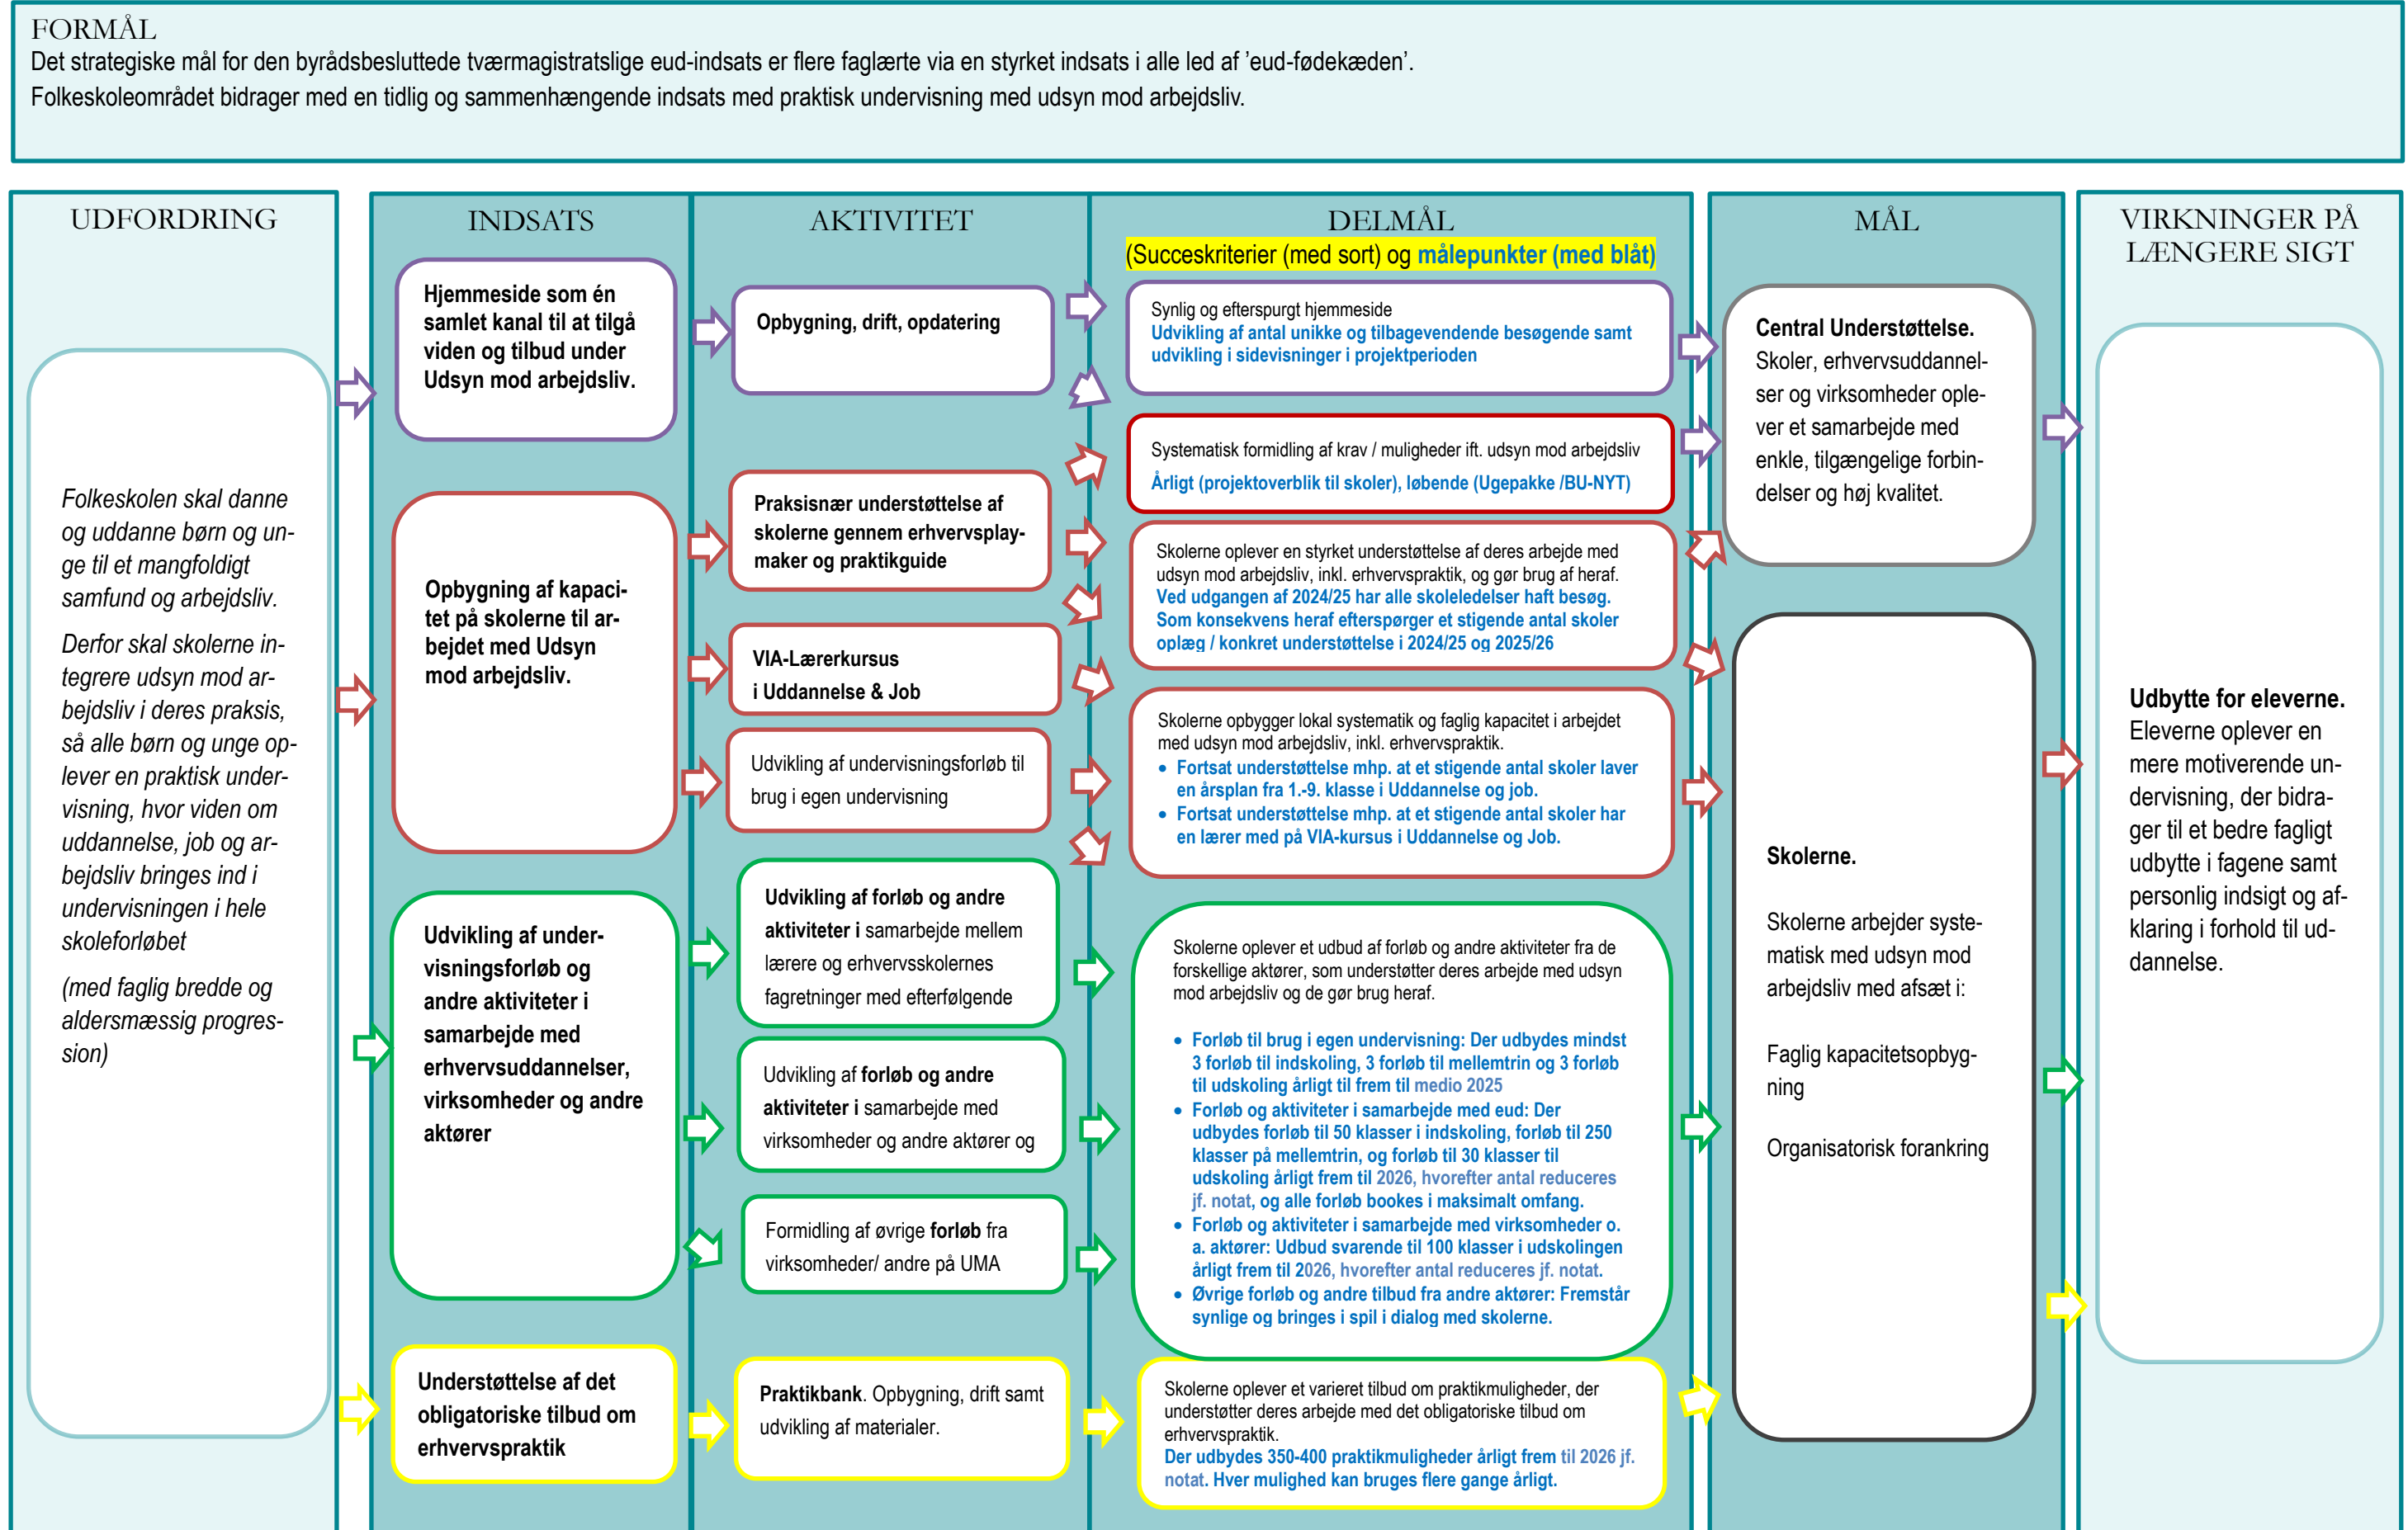 FORMÅL
Det strategiske mål for den byrådsbesluttede tværmagistratslige eud-indsats er flere faglærte via en styrket indsats i alle led af ’eud-fødekæden’.
Folkeskoleområdet bidrager med en tidlig og sammenhængende indsats med praktisk undervisning med udsyn mod arbejdsliv.
UDFORDRING
Folkeskolen skal danne
og uddanne børn og un-
ge til et mangfoldigt
samfund og arbejdsliv.
Derfor skal skolerne in-
tegrere udsyn mod ar-
bejdsliv i deres praksis,
så alle børn og unge op-
lever en praktisk under-
visning, hvor viden om
uddannelse, job og ar-
bejdsliv bringes ind i
undervisningen i hele
skoleforløbet
(med faglig bredde og
aldersmæssig progres-
sion)
INDSATS
Hjemmeside som én
samlet kanal til at tilgå
viden og tilbud under
Udsyn mod arbejdsliv.
Opbygning af kapaci-
tet på skolerne til ar-
bejdet med Udsyn
mod arbejdsliv.
Udvikling af under-
visningsforløb og
andre aktiviteter i
samarbejde med
erhvervsuddannelser,
virksomheder og andre
aktører
Understøttelse af det
obligatoriske tilbud om
erhvervspraktik
AKTIVITET
Opbygning, drift, opdatering
Praksisnær understøttelse af
skolerne gennem erhvervsplay-
maker og praktikguide
VIA-Lærerkursus
i Uddannelse & Job
Udvikling af undervisningsforløb til
brug i egen undervisning
Udvikling af forløb og andre
aktiviteter i samarbejde mellem
lærere og erhvervsskolernes
fagretninger med efterfølgende
Udvikling af forløb og andre
aktiviteter i samarbejde med
virksomheder og andre aktører og
Formidling af øvrige forløb fra
virksomheder/ andre på UMA
Praktikbank. Opbygning, drift samt
udvikling af materialer.
DELMÅL
(Succeskriterier (med sort) og målepunkter (med blåt)
Synlig og efterspurgt hjemmeside
Udvikling af antal unikke og tilbagevendende besøgende samt
udvikling i sidevisninger i projektperioden
Systematisk formidling af krav / muligheder ift. udsyn mod arbejdsliv
Årligt (projektoverblik til skoler), løbende (Ugepakke /BU-NYT)
Skolerne oplever en styrket understøttelse af deres arbejde med
udsyn mod arbejdsliv, inkl. erhvervspraktik, og gør brug af heraf.
Ved udgangen af 2024/25 har alle skoleledelser haft besøg.
Som konsekvens heraf efterspørger et stigende antal skoler
oplæg / konkret understøttelse i 2024/25 og 2025/26
Skolerne opbygger lokal systematik og faglig kapacitet i arbejdet
med udsyn mod arbejdsliv, inkl. erhvervspraktik.
• Fortsat understøttelse mhp. at et stigende antal skoler laver
en årsplan fra 1.-9. klasse i Uddannelse og job.
• Fortsat understøttelse mhp. at et stigende antal skoler har
en lærer med på VIA-kursus i Uddannelse og Job.
Skolerne oplever et udbud af forløb og andre aktiviteter fra de
forskellige aktører, som understøtter deres arbejde med udsyn
mod arbejdsliv og de gør brug heraf.
• Forløb til brug i egen undervisning: Der udbydes mindst
3 forløb til indskoling, 3 forløb til mellemtrin og 3 forløb
til udskoling årligt til frem til medio 2025
• Forløb og aktiviteter i samarbejde med eud: Der
udbydes forløb til 50 klasser i indskoling, forløb til 250
klasser på mellemtrin, og forløb til 30 klasser til
udskoling årligt frem til 2026, hvorefter antal reduceres
jf. notat, og alle forløb bookes i maksimalt omfang.
• Forløb og aktiviteter i samarbejde med virksomheder o.
a. aktører: Udbud svarende til 100 klasser i udskolingen
årligt frem til 2026, hvorefter antal reduceres jf. notat.
• Øvrige forløb og andre tilbud fra andre aktører: Fremstår
synlige og bringes i spil i dialog med skolerne.
Skolerne oplever et varieret tilbud om praktikmuligheder, der
understøtter deres arbejde med det obligatoriske tilbud om
erhvervspraktik.
Der udbydes 350-400 praktikmuligheder årligt frem til 2026 jf.
notat. Hver mulighed kan bruges flere gange årligt.
MÅL
Central Understøttelse.
Skoler, erhvervsuddannel-
ser og virksomheder ople-
ver et samarbejde med
enkle, tilgængelige forbin-
delser og høj kvalitet.
Skolerne.
Skolerne arbejder syste-
matisk med udsyn mod
arbejdsliv med afsæt i:
Faglig kapacitetsopbyg-
ning
Organisatorisk forankring
VIRKNINGER PÅ
LÆNGERE SIGT
Udbytte for eleverne.
Eleverne oplever en
mere motiverende un-
dervisning, der bidra-
ger til et bedre fagligt
udbytte i fagene samt
personlig indsigt og af-
klaring i forhold til ud-
dannelse.